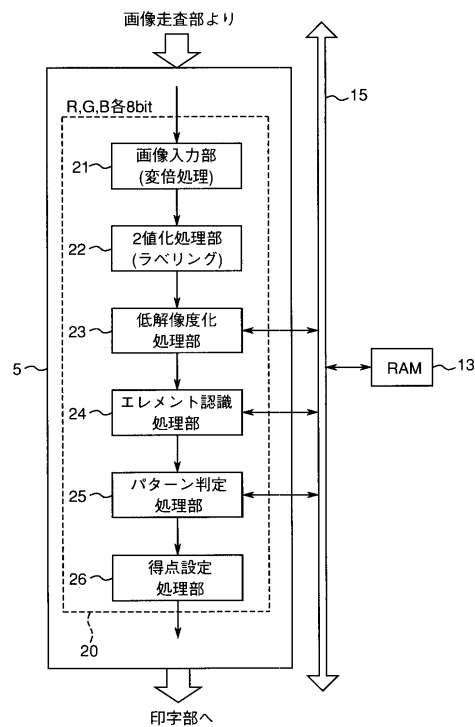 画像走査部より
15
R,G,B各8bit
21
画像入力部
(変倍処理)
22
2値化処理部
(ラベリング)
23
低解像度化
処理部
5
RAM
13
24
エレメント認識
処理部
25
パターン判定
処理部
26
得点設定
処理部
20
印字部へ